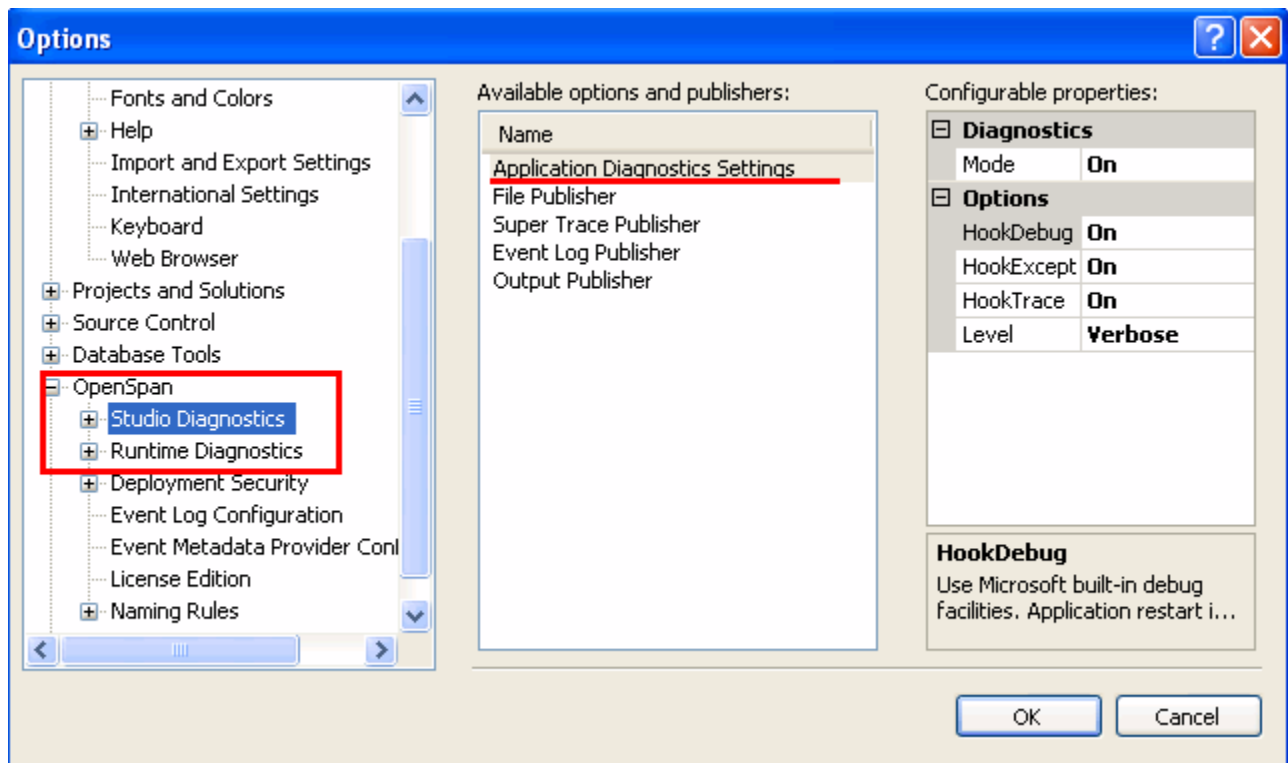 Options
Fonts and Colors
Help
Import and Export Settings
International Settings
Keyboard
Web Browser
Projects and Solutions
Source Control
Database Tools
OpenSpan
Studio Diagnostics
Runtime Diagnostics
Deployment Security
Event Log Configuration
Event Metadata Provider Conf
License Edition
Naming Rules
Available options and publishers:
Name
Application Diagnostics Settings
File Publisher
Super Trace Publisher
Event Log Publisher
Output Publisher
Configurable properties:
Diagnostics
Mode On
Options
HookDebug On
HookExcept On
HookTrace On
Level Verbose
HookDebug
Use Microsoft built-in debug
facilities. Application restart i...
OK Cancel